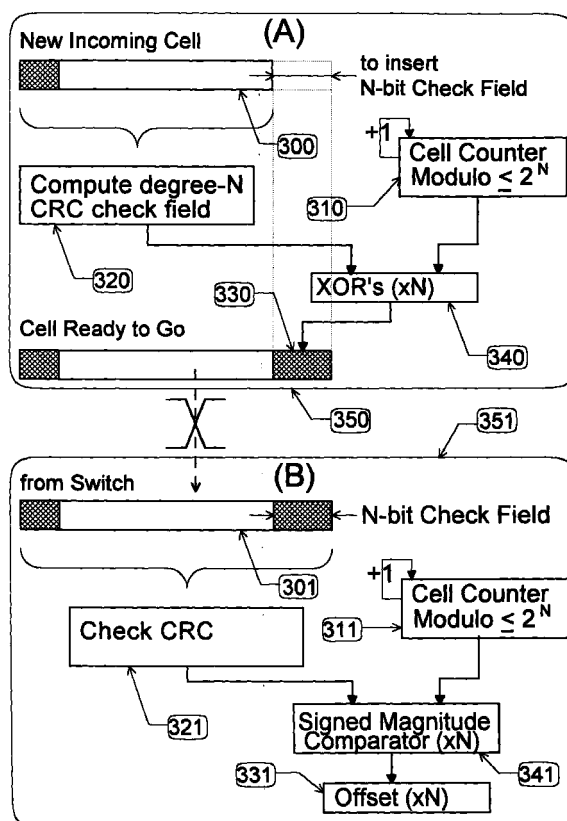 (A)
New Incoming Cell
to insert
N-bit Check Field
300
+1
Cell Counter
Modulo ≤ 2^N
310
Compute degree-N
CRC check field
320
330
XOR's (xN)
340
Cell Ready to Go
350
351
(B)
from Switch
N-bit Check Field
301
+1
Cell Counter
Modulo ≤ 2^N
311
Check CRC
321
Signed Magnitude
Comparator (xN)
331
341
Offset (xN)